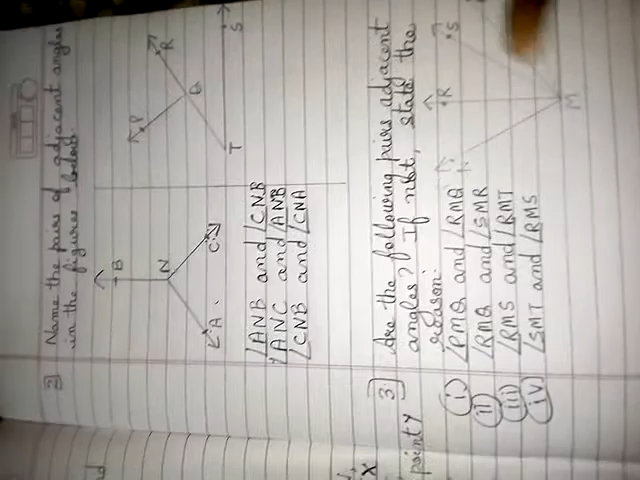 2) Name the pairs of adjacent angles
in the figures below
B
N
A
C
P
R
Q
T
S
∠ANB and ∠CNB
∠ANC and ∠ANB
∠CNB and ∠CNA
3) Are the following pairs adjacent
angles? If not, state the
reason.
i) ∠PMQ and ∠RMQ
ii) ∠RMQ and ∠SMR
iii) ∠RMS and ∠RMT
iv) ∠SMT and ∠RMS
R
S
M
X